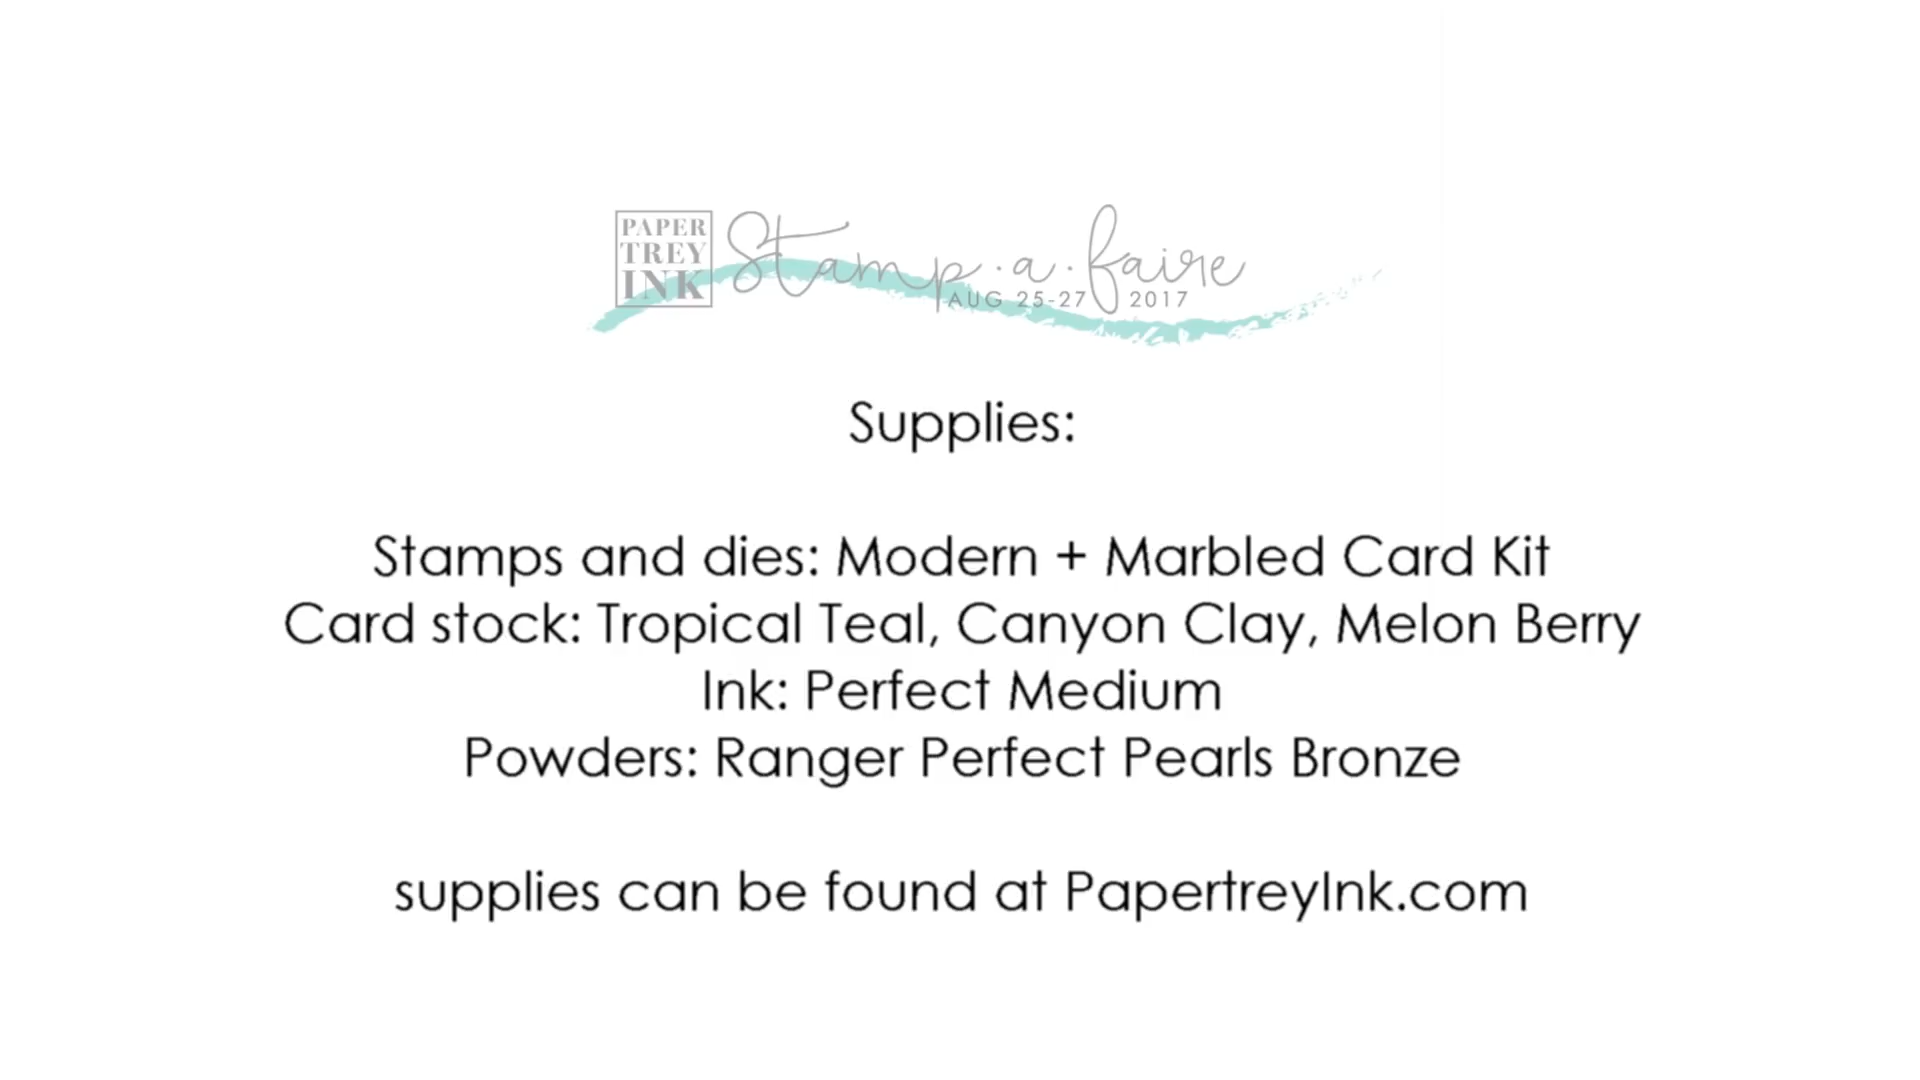 PAPER
TREY
INK
Stamp·a·faire
AUG 25-27 2017
Supplies:
Stamps and dies: Modern + Marbled Card Kit
Card stock: Tropical Teal, Canyon Clay, Melon Berry
Ink: Perfect Medium
Powders: Ranger Perfect Pearls Bronze
supplies can be found at PapertreyInk.com